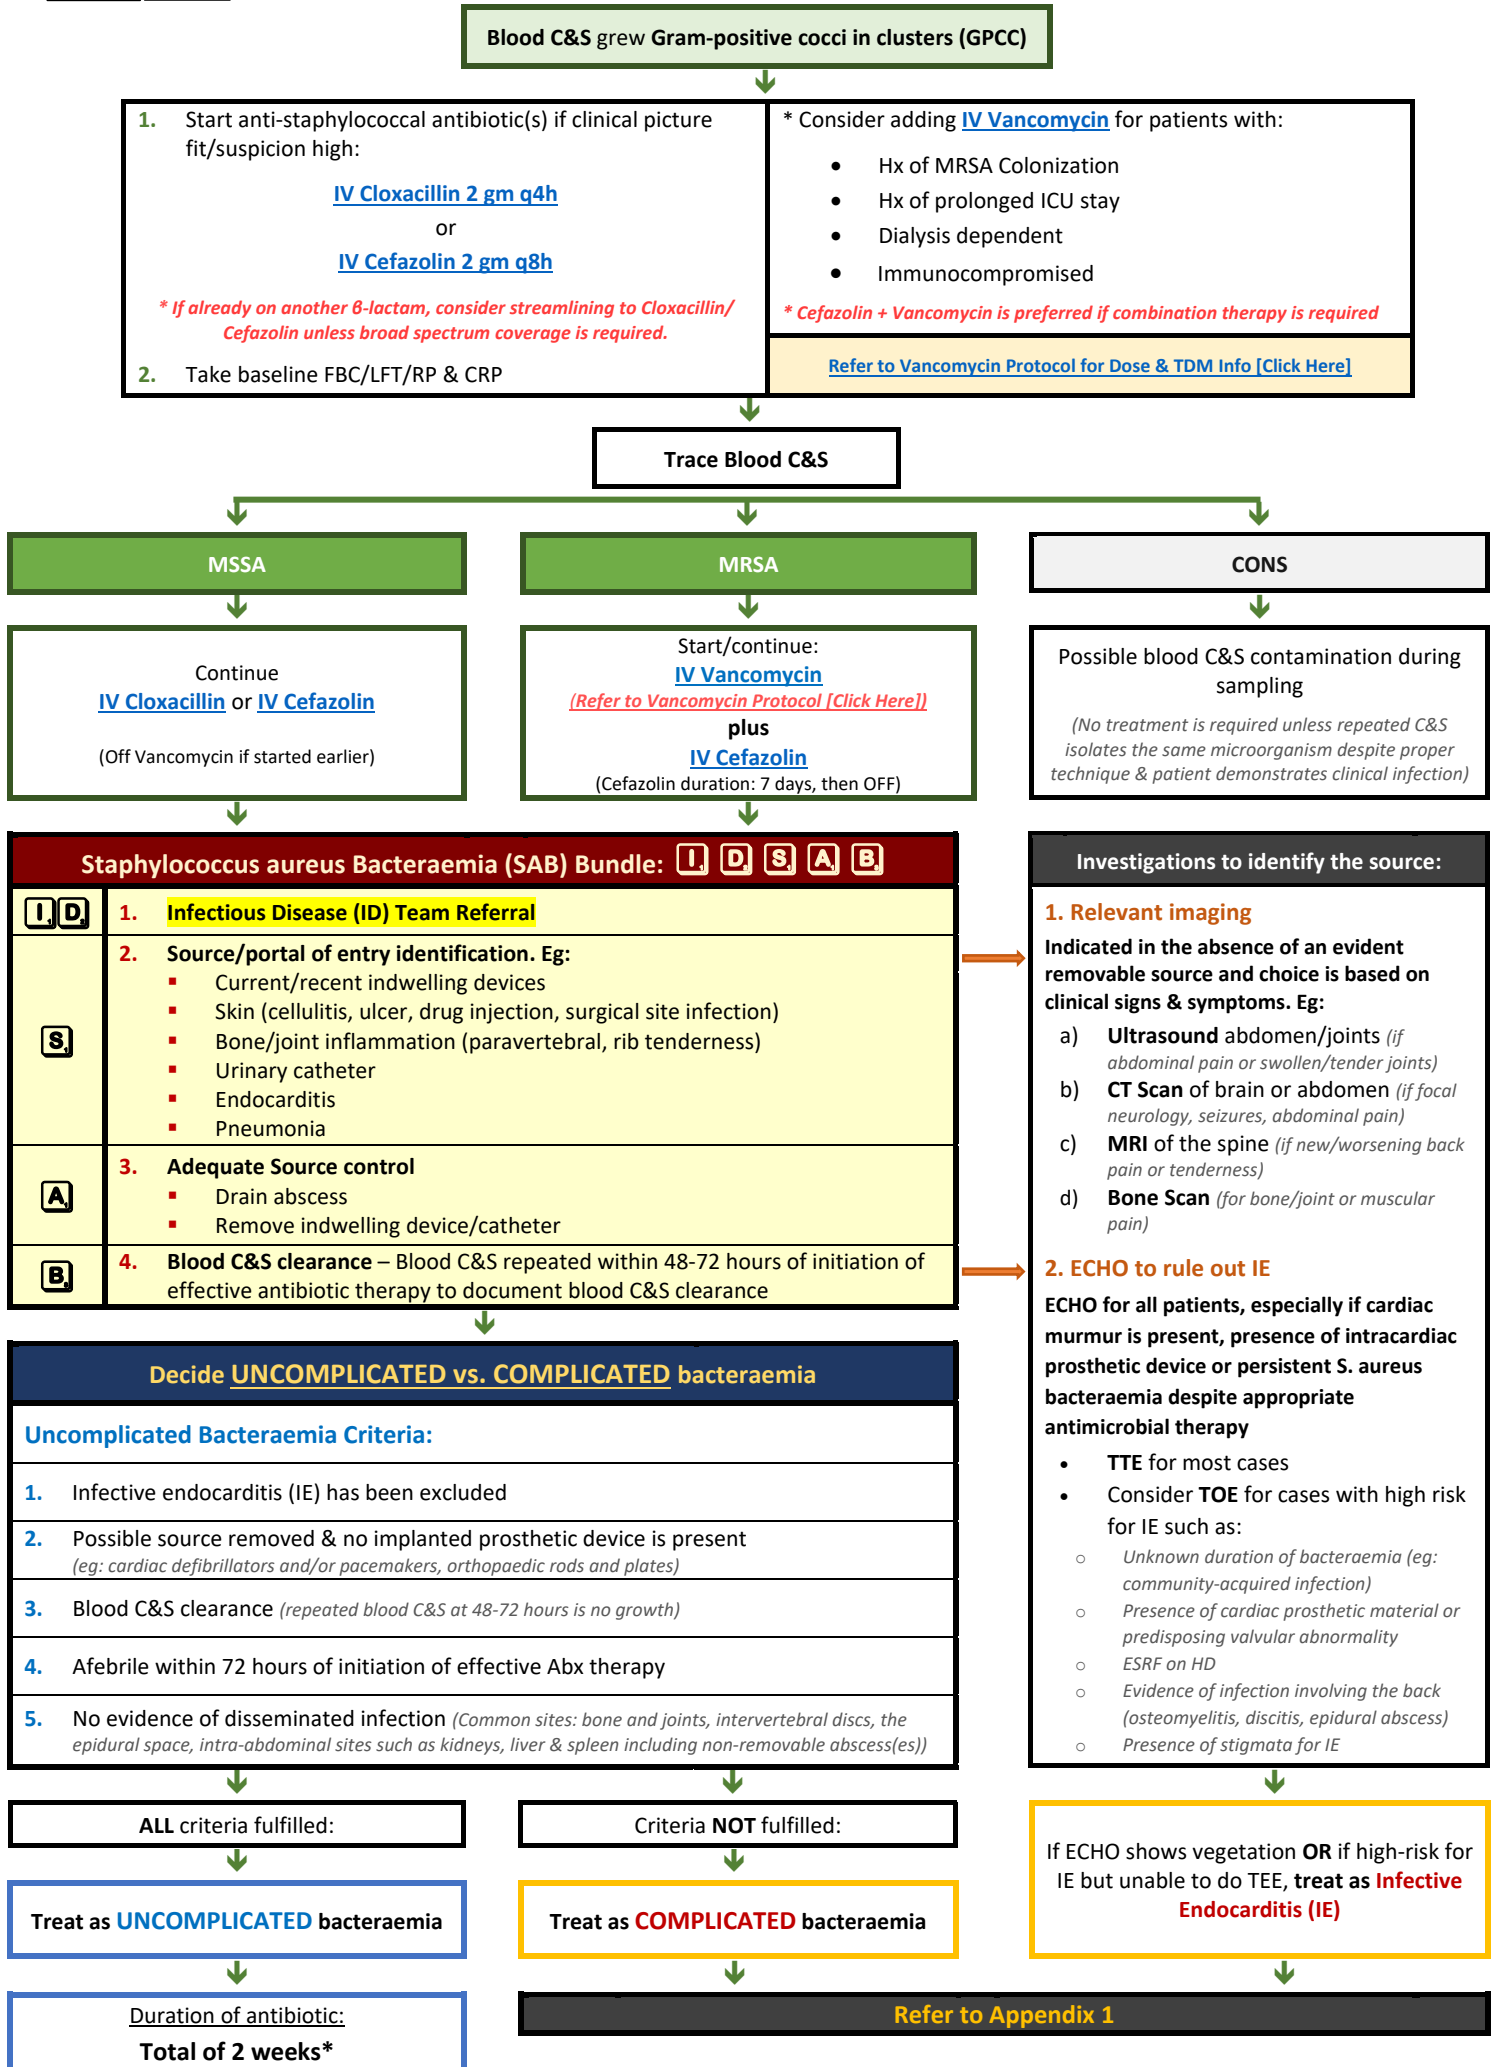 Blood C&S grew Gram-positive cocci in clusters (GPCC)
1. Start anti-staphylococcal antibiotic(s) if clinical picture
fit/suspicion high:
IV Cloxacillin 2 gm q4h
or
IV Cefazolin 2 gm q8h
* If already on another β-lactam, consider streamlining to Cloxacillin/
Cefazolin unless broad spectrum coverage is required.
2. Take baseline FBC/LFT/RP & CRP
* Consider adding IV Vancomycin for patients with:
• Hx of MRSA Colonization
• Hx of prolonged ICU stay
• Dialysis dependent
• Immunocompromised
* Cefazolin + Vancomycin is preferred if combination therapy is required
Refer to Vancomycin Protocol for Dose & TDM Info [Click Here]
Trace Blood C&S
MSSA
Continue
IV Cloxacillin or IV Cefazolin
(Off Vancomycin if started earlier)
MRSA
Start/continue:
IV Vancomycin
(Refer to Vancomycin Protocol [Click Here])
plus
IV Cefazolin
(Cefazolin duration: 7 days, then OFF)
CONS
Possible blood C&S contamination during
sampling
(No treatment is required unless repeated C&S
isolates the same microorganism despite proper
technique & patient demonstrates clinical infection)
Staphylococcus aureus Bacteraemia (SAB) Bundle: I D S A B
I D
1. Infectious Disease (ID) Team Referral
S
2. Source/portal of entry identification. Eg:
▪ Current/recent indwelling devices
▪ Skin (cellulitis, ulcer, drug injection, surgical site infection)
▪ Bone/joint inflammation (paravertebral, rib tenderness)
▪ Urinary catheter
▪ Endocarditis
▪ Pneumonia
A
3. Adequate Source control
▪ Drain abscess
▪ Remove indwelling device/catheter
B
4. Blood C&S clearance – Blood C&S repeated within 48-72 hours of initiation of
effective antibiotic therapy to document blood C&S clearance
Investigations to identify the source:
1. Relevant imaging
Indicated in the absence of an evident
removable source and choice is based on
clinical signs & symptoms. Eg:
a) Ultrasound abdomen/joints (if
abdominal pain or swollen/tender joints)
b) CT Scan of brain or abdomen (if focal
neurology, seizures, abdominal pain)
c) MRI of the spine (if new/worsening back
pain or tenderness)
d) Bone Scan (for bone/joint or muscular
pain)
2. ECHO to rule out IE
ECHO for all patients, especially if cardiac
murmur is present, presence of intracardiac
prosthetic device or persistent S. aureus
bacteraemia despite appropriate
antimicrobial therapy
• TTE for most cases
• Consider TOE for cases with high risk
for IE such as:
○ Unknown duration of bacteraemia (eg:
community-acquired infection)
○ Presence of cardiac prosthetic material or
predisposing valvular abnormality
○ ESRF on HD
○ Evidence of infection involving the back
(osteomyelitis, discitis, epidural abscess)
○ Presence of stigmata for IE
Decide UNCOMPLICATED vs. COMPLICATED bacteraemia
Uncomplicated Bacteraemia Criteria:
1. Infective endocarditis (IE) has been excluded
2. Possible source removed & no implanted prosthetic device is present
(eg: cardiac defibrillators and/or pacemakers, orthopaedic rods and plates)
3. Blood C&S clearance (repeated blood C&S at 48-72 hours is no growth)
4. Afebrile within 72 hours of initiation of effective Abx therapy
5. No evidence of disseminated infection (Common sites: bone and joints, intervertebral discs, the
epidural space, intra-abdominal sites such as kidneys, liver & spleen including non-removable abscess(es))
ALL criteria fulfilled:
Treat as UNCOMPLICATED bacteraemia
Duration of antibiotic:
Total of 2 weeks*
Criteria NOT fulfilled:
Treat as COMPLICATED bacteraemia
If ECHO shows vegetation OR if high-risk for
IE but unable to do TEE, treat as Infective
Endocarditis (IE)
Refer to Appendix 1